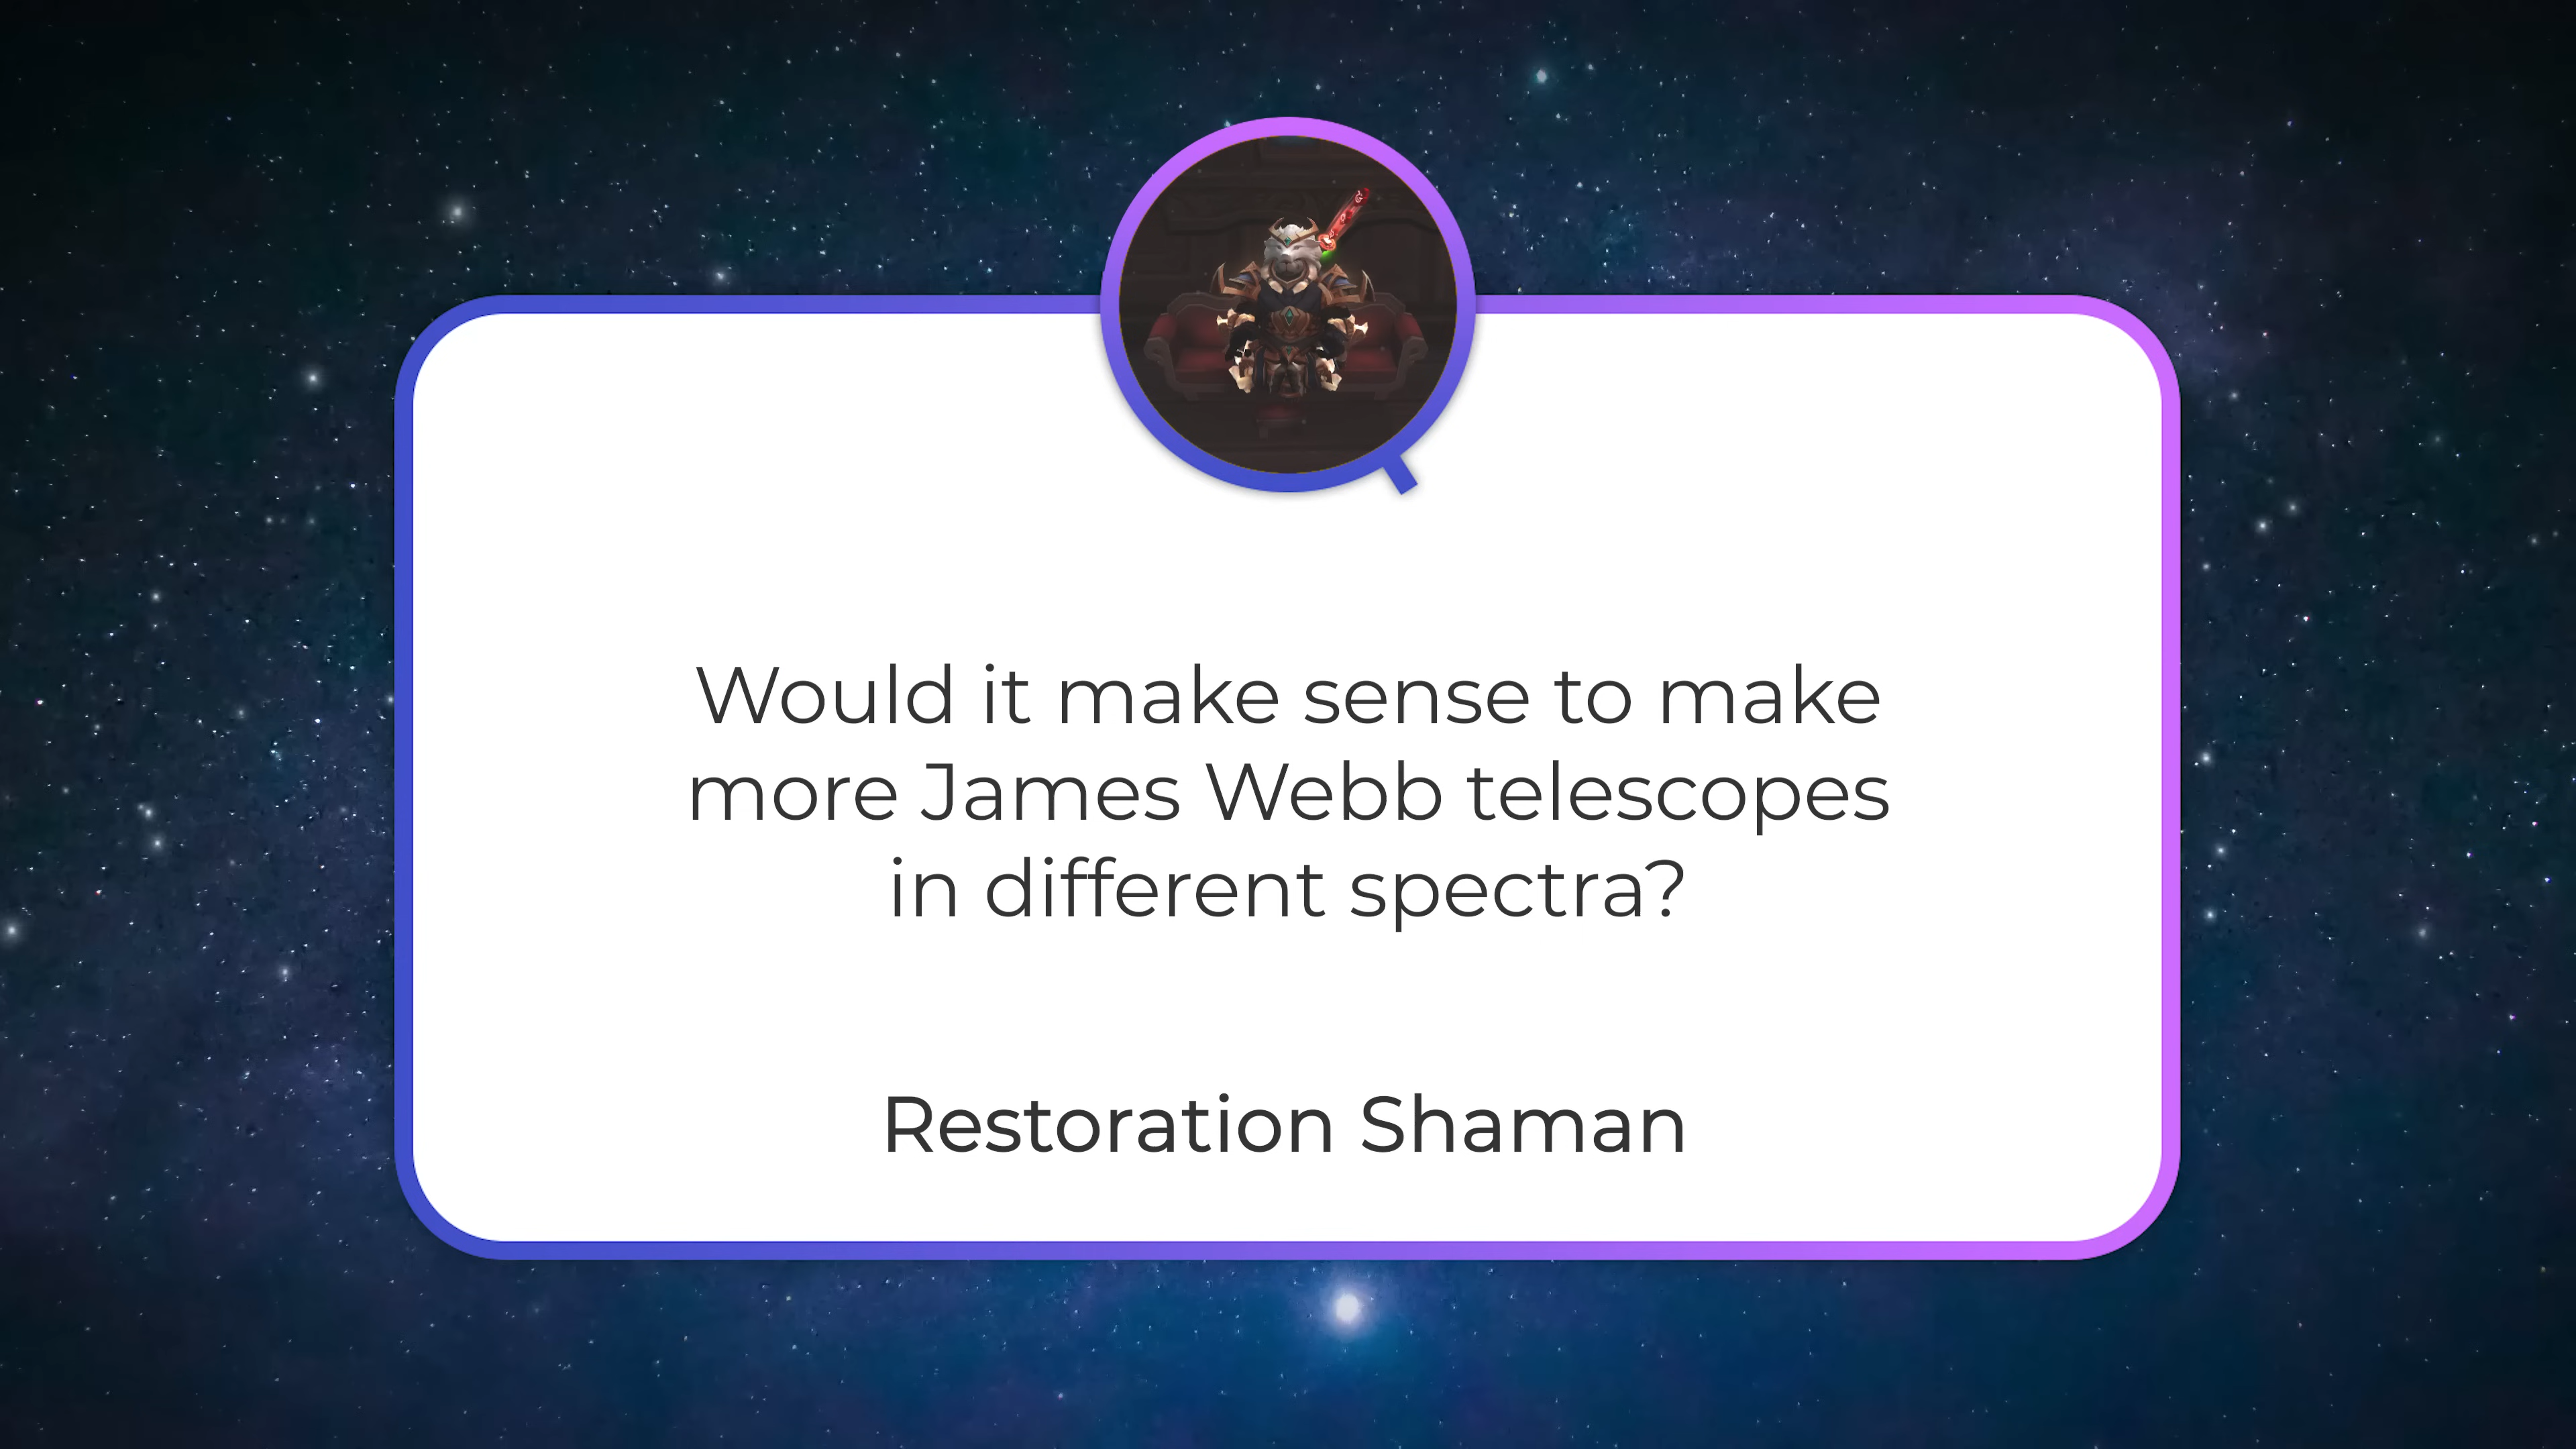 Would it make sense to make
more James Webb telescopes
in different spectra?
Restoration Shaman